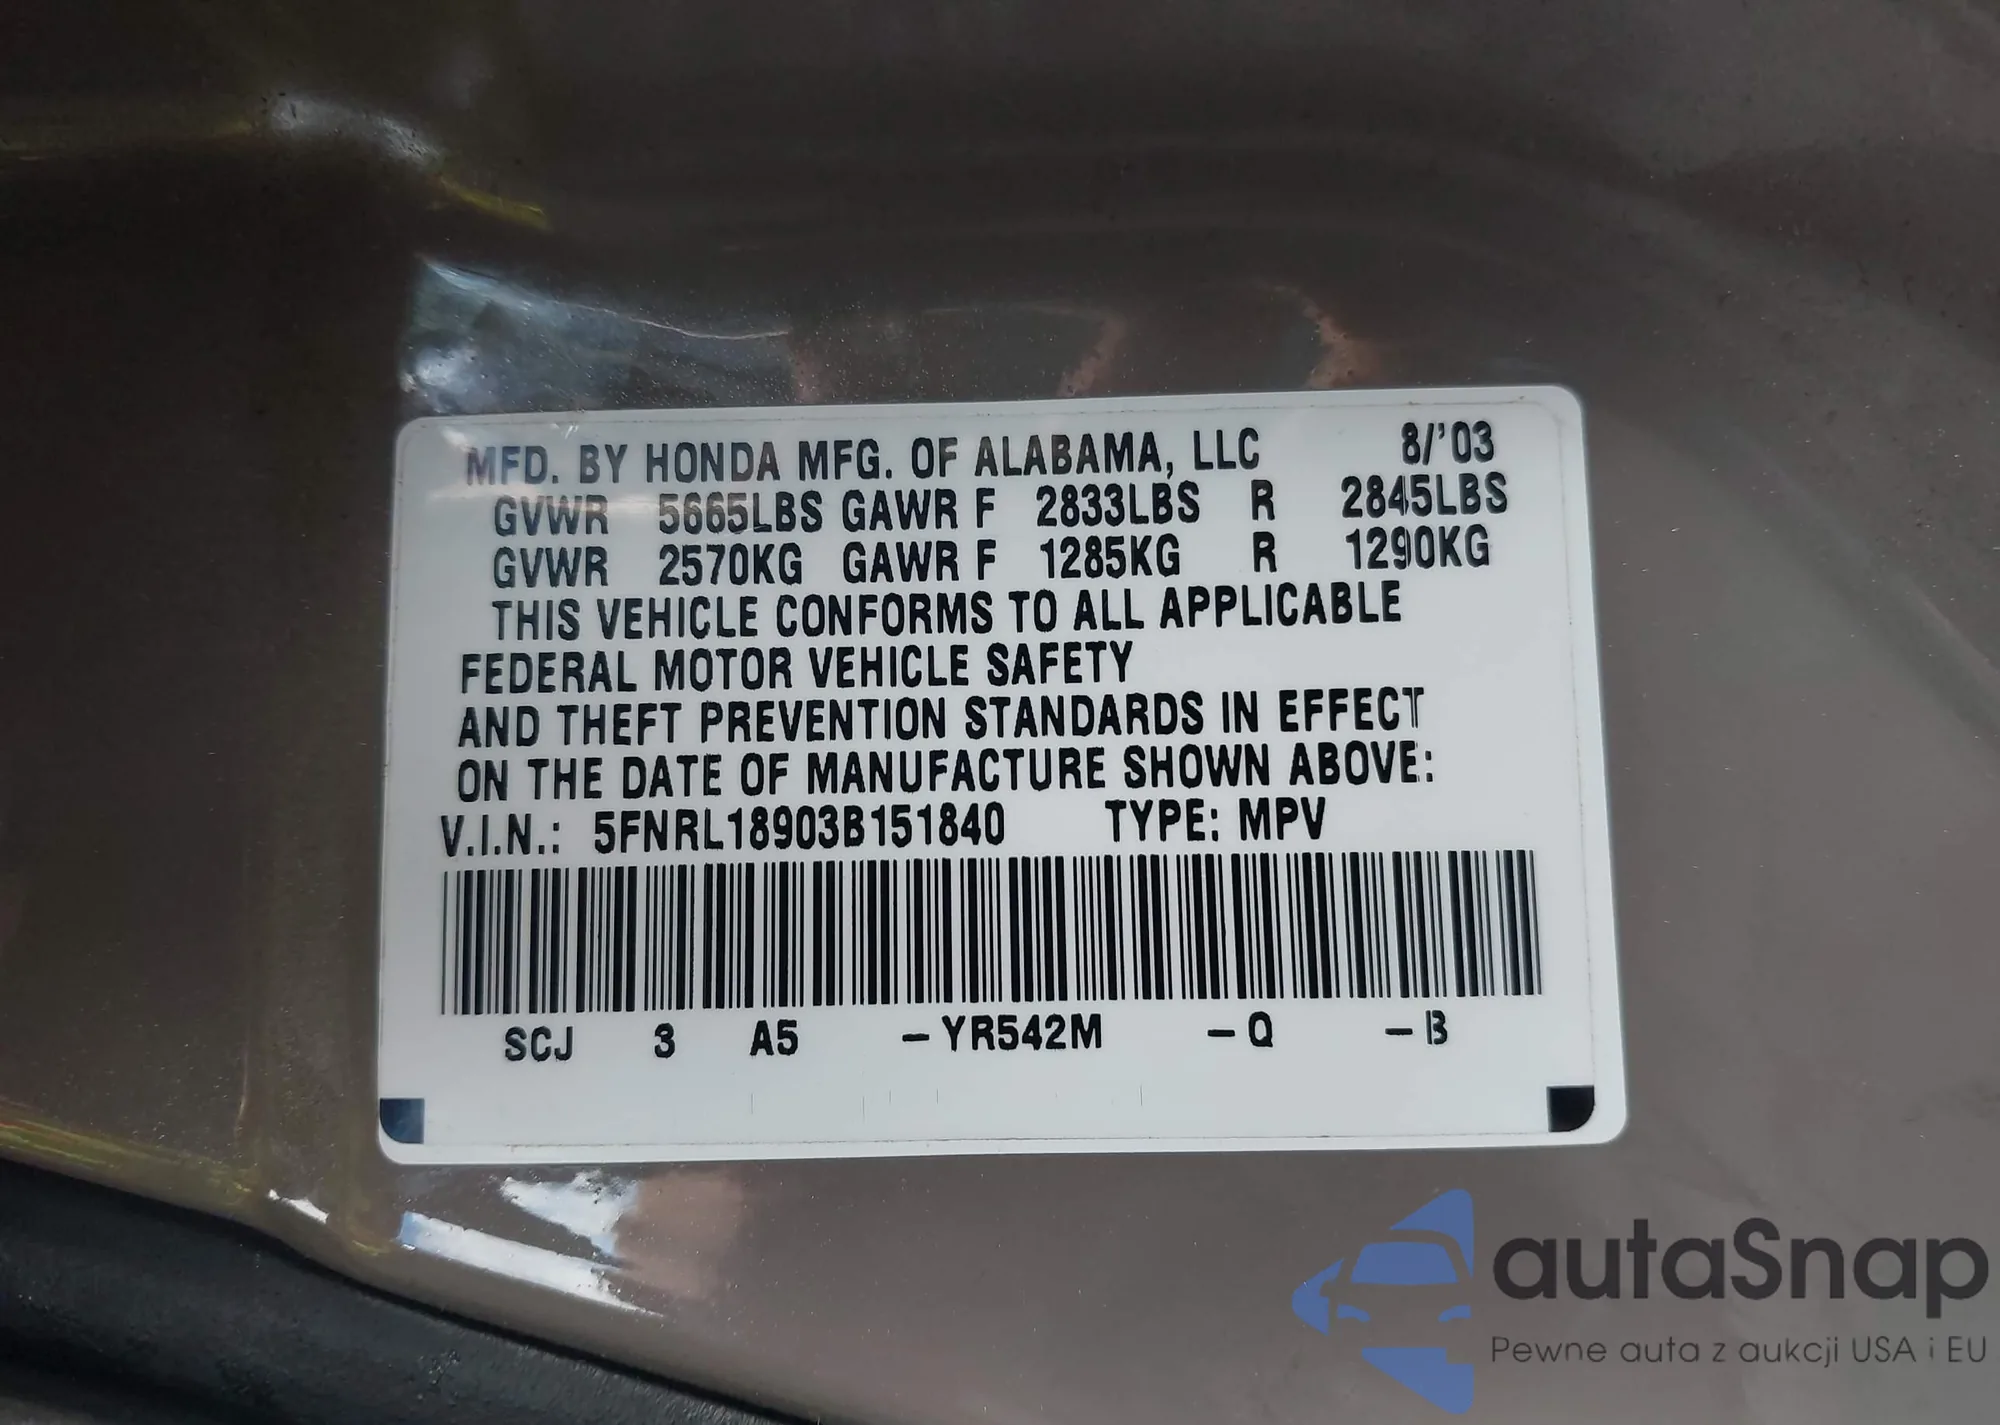 MFD. BY HONDA MFG. OF ALABAMA, LLC 8/'03
GVWR 5665LBS GAWR F 2833LBS R 2845LBS
GVWR 2570KG GAWR F 1285KG R 1290KG
THIS VEHICLE CONFORMS TO ALL APPLICABLE
FEDERAL MOTOR VEHICLE SAFETY
AND THEFT PREVENTION STANDARDS IN EFFECT
ON THE DATE OF MANUFACTURE SHOWN ABOVE:
V.I.N.: 5FNRL18903B151840 TYPE: MPV
SCJ 3 A5 -YR542M -Q -B
autaSnap
Pewne auta z aukcji USA i EU